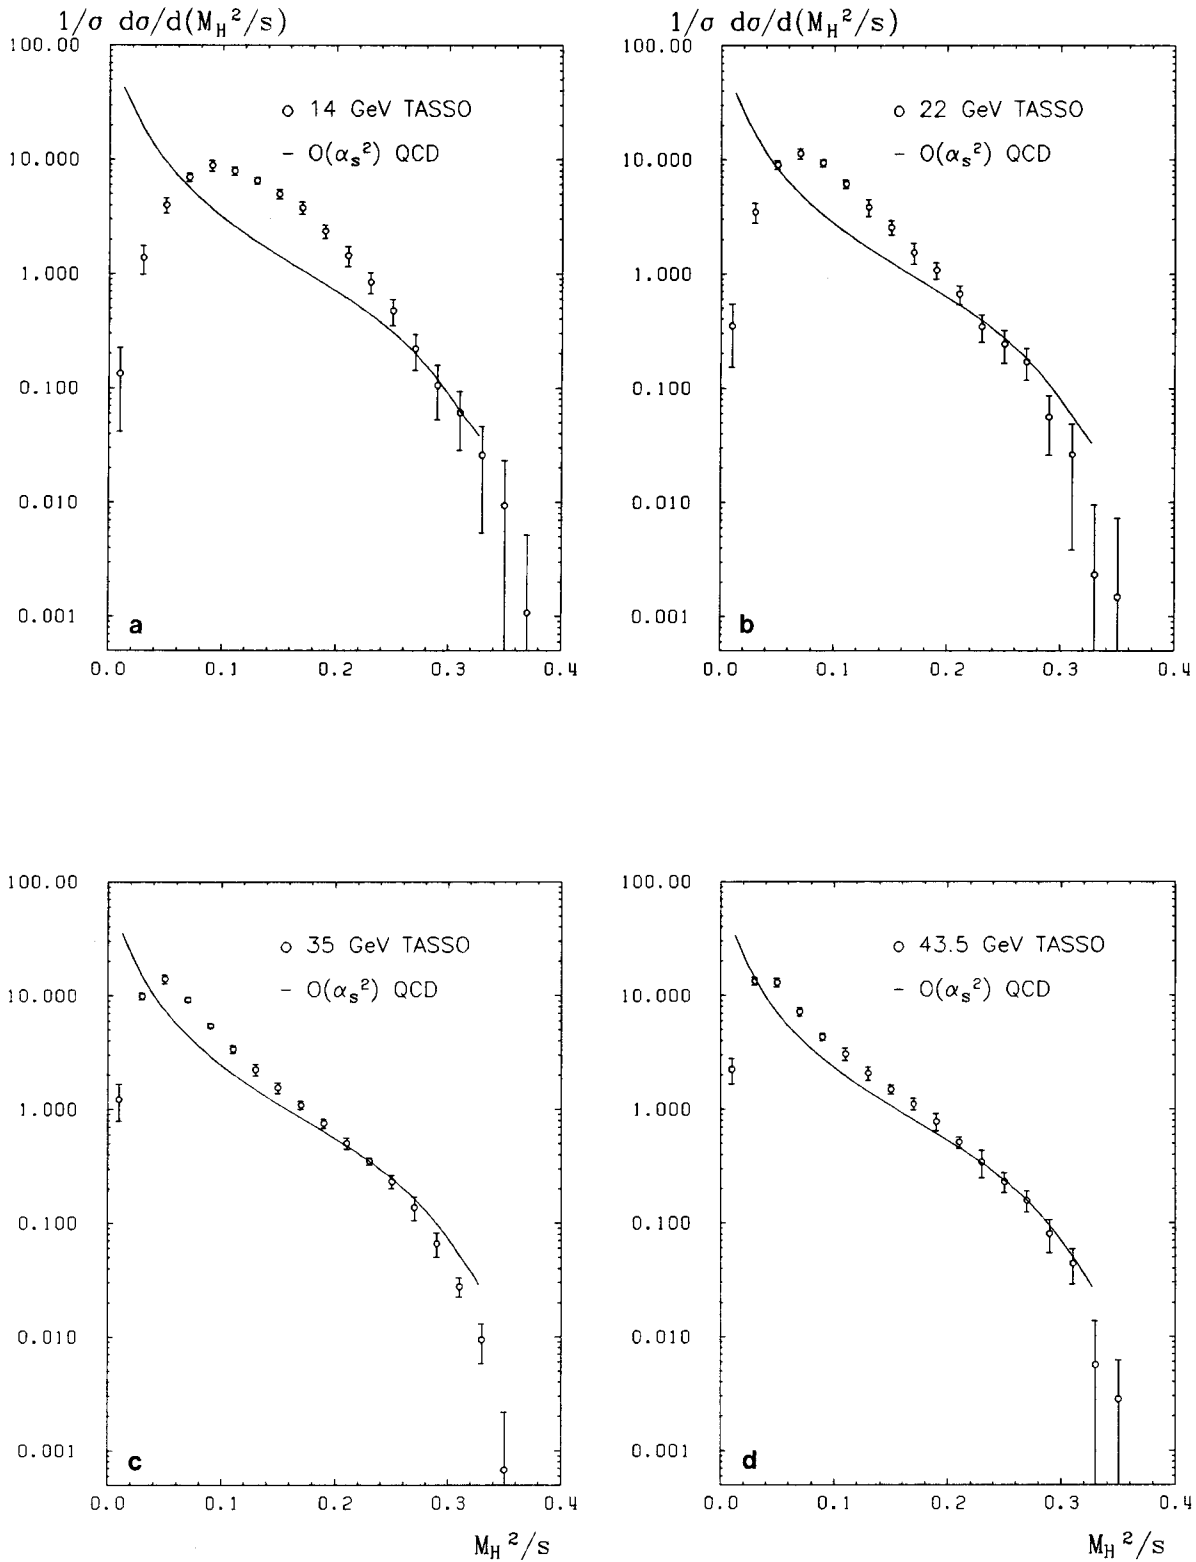 1/σ dσ/d(M_H²/s)
100.00
10.000
1.000
0.100
0.010
0.001
0.0 0.1 0.2 0.3 0.4
○ 14 GeV TASSO
– O(α_s²) QCD
a
1/σ dσ/d(M_H²/s)
100.00
10.000
1.000
0.100
0.010
0.001
0.0 0.1 0.2 0.3 0.4
○ 22 GeV TASSO
– O(α_s²) QCD
b
100.00
10.000
1.000
0.100
0.010
0.001
0.0 0.1 0.2 0.3 0.4
○ 35 GeV TASSO
– O(α_s²) QCD
c
M_H²/s
100.00
10.000
1.000
0.100
0.010
0.001
0.0 0.1 0.2 0.3 0.4
○ 43.5 GeV TASSO
– O(α_s²) QCD
d
M_H²/s